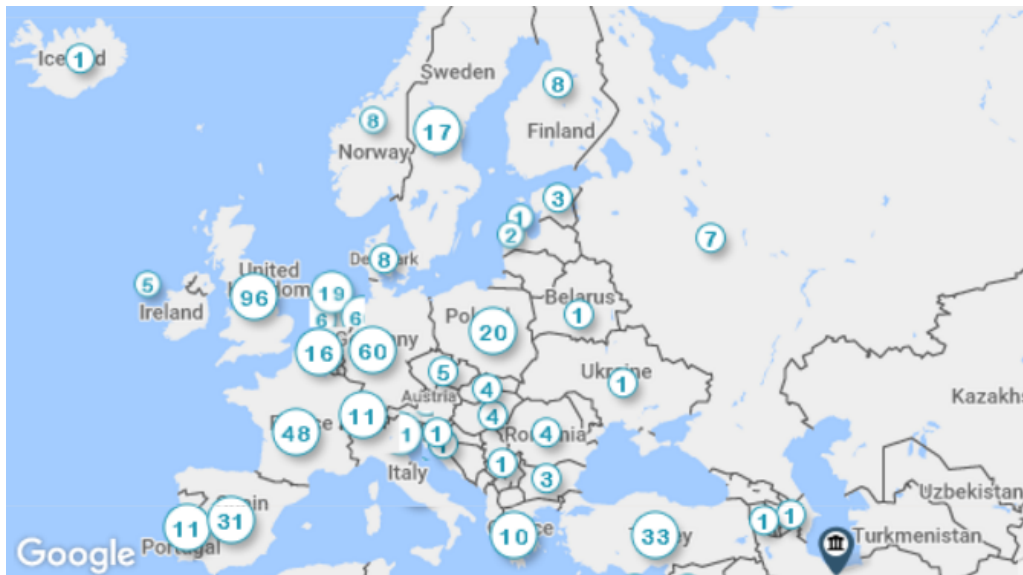 Iceland
1
Sweden
8
8
17
Finland
Norway
3
1
2
7
Denmark
8
5
United
Kingdom
96
19
Ireland
6
6
Belarus
1
Poland
20
16
Germany
60
5
Ukraine
1
4
Austria
Kazakhs
11
4
France
48
1
1
1
Romania
4
Italy
1
3
Uzbekistan
Spain
31
11
Portugal
Greece
10
Turkey
33
1
1
Turkmenistan
Google